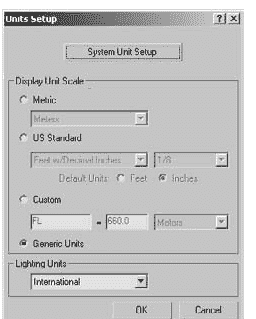 Units Setup
System Unit Setup
Display Unit Scale
Metric
Meters
US Standard
Feet w/Decimal Inches 1/8
Default Units: Feet Inches
Custom
FL = 660.0
Generic Units
Lighting Units
International
OK Cancel